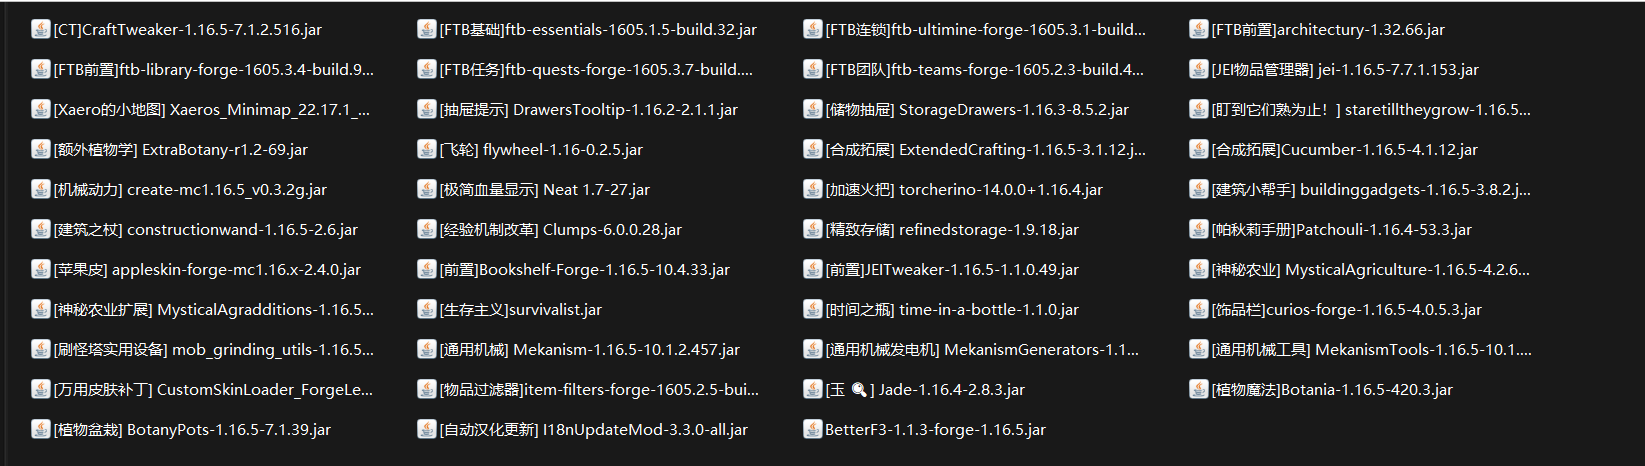 [CT]CraftTweaker-1.16.5-7.1.2.516.jar
[FTB基础]ftb-essentials-1605.1.5-build.32.jar
[FTB连锁]ftb-ultimine-forge-1605.3.1-build...
[FTB前置]architectury-1.32.66.jar
[FTB前置]ftb-library-forge-1605.3.4-build.9...
[FTB任务]ftb-quests-forge-1605.3.7-build....
[FTB团队]ftb-teams-forge-1605.2.3-build.4...
[JEI物品管理器] jei-1.16.5-7.7.1.153.jar
[Xaero的小地图] Xaeros_Minimap_22.17.1_...
[抽屉提示] DrawersTooltip-1.16.2-2.1.1.jar
[储物抽屉] StorageDrawers-1.16.3-8.5.2.jar
[盯到它们熟为止！] staretilltheygrow-1.16.5...
[额外植物学] ExtraBotany-r1.2-69.jar
[飞轮] flywheel-1.16-0.2.5.jar
[合成拓展] ExtendedCrafting-1.16.5-3.1.12.j...
[合成拓展]Cucumber-1.16.5-4.1.12.jar
[机械动力] create-mc1.16.5_v0.3.2g.jar
[极简血量显示] Neat 1.7-27.jar
[加速火把] torcherino-14.0.0+1.16.4.jar
[建筑小帮手] buildinggadgets-1.16.5-3.8.2.j...
[建筑之杖] constructionwand-1.16.5-2.6.jar
[经验机制改革] Clumps-6.0.0.28.jar
[精致存储] refinedstorage-1.9.18.jar
[帕秋莉手册]Patchouli-1.16.4-53.3.jar
[苹果皮] appleskin-forge-mc1.16.x-2.4.0.jar
[前置]Bookshelf-Forge-1.16.5-10.4.33.jar
[前置]JEITweaker-1.16.5-1.1.0.49.jar
[神秘农业] MysticalAgriculture-1.16.5-4.2.6...
[神秘农业扩展] MysticalAgradditions-1.16.5...
[生存主义]survivalist.jar
[时间之瓶] time-in-a-bottle-1.1.0.jar
[饰品栏]curios-forge-1.16.5-4.0.5.3.jar
[刷怪塔实用设备] mob_grinding_utils-1.16.5...
[通用机械] Mekanism-1.16.5-10.1.2.457.jar
[通用机械发电机] MekanismGenerators-1.1...
[通用机械工具] MekanismTools-1.16.5-10.1....
[万用皮肤补丁] CustomSkinLoader_ForgeLe...
[物品过滤器]item-filters-forge-1605.2.5-bui...
[玉 🔍] Jade-1.16.4-2.8.3.jar
[植物魔法]Botania-1.16.5-420.3.jar
[植物盆栽] BotanyPots-1.16.5-7.1.39.jar
[自动汉化更新] I18nUpdateMod-3.3.0-all.jar
BetterF3-1.1.3-forge-1.16.5.jar